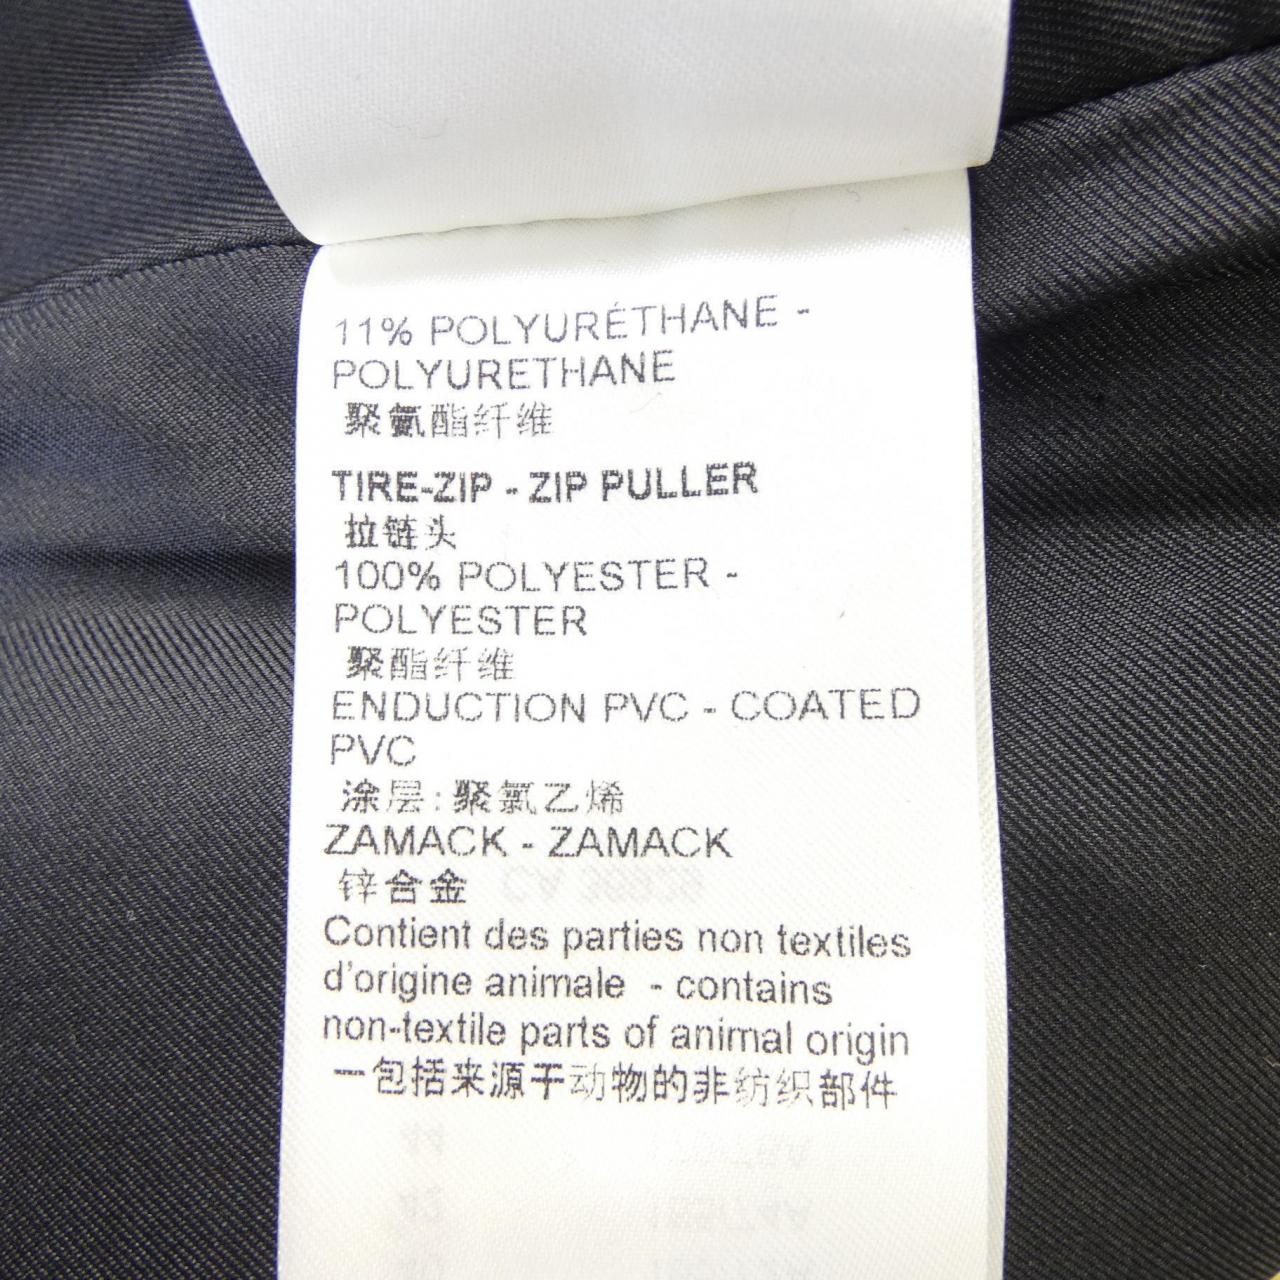 11% POLYURÉTHANE -
POLYURETHANE
聚氨酯纤维
TIRE-ZIP - ZIP PULLER
拉链头
100% POLYESTER -
POLYESTER
聚酯纤维
ENDUCTION PVC - COATED
PVC
涂层:聚氯乙烯
ZAMACK - ZAMACK
锌合金
Contient des parties non textiles
d'origine animale - contains
non-textile parts of animal origin
一包括来源于动物的非纺织部件